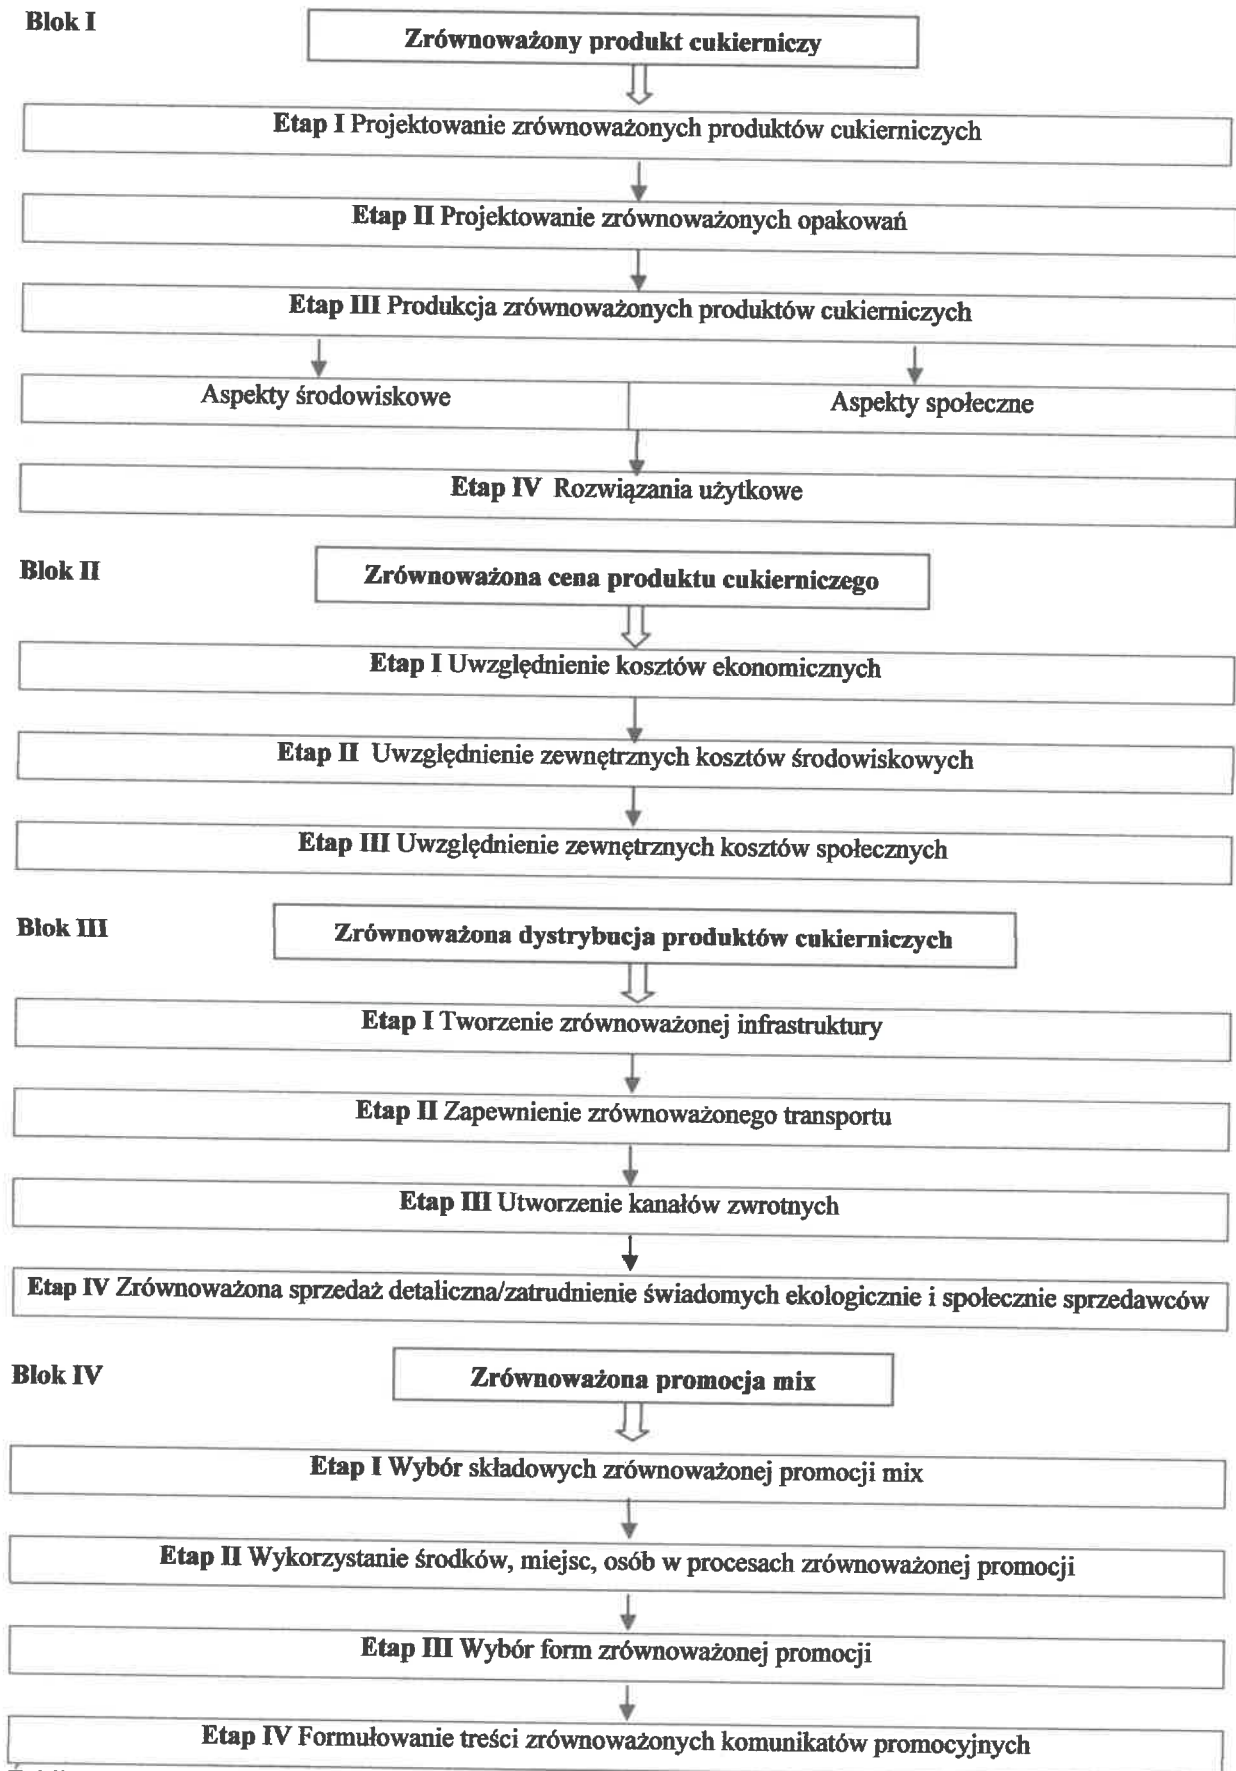 Blok I
Zrównoważony produkt cukierniczy
Etap I Projektowanie zrównoważonych produktów cukierniczych
Etap II Projektowanie zrównoważonych opakowań
Etap III Produkcja zrównoważonych produktów cukierniczych
Aspekty środowiskowe
Aspekty społeczne
Etap IV Rozwiązania użytkowe
Blok II
Zrównoważona cena produktu cukierniczego
Etap I Uwzględnienie kosztów ekonomicznych
Etap II Uwzględnienie zewnętrznych kosztów środowiskowych
Etap III Uwzględnienie zewnętrznych kosztów społecznych
Blok III
Zrównoważona dystrybucja produktów cukierniczych
Etap I Tworzenie zrównoważonej infrastruktury
Etap II Zapewnienie zrównoważonego transportu
Etap III Utworzenie kanałów zwrotnych
Etap IV Zrównoważona sprzedaż detaliczna/zatrudnienie świadomych ekologicznie i społecznie sprzedawców
Blok IV
Zrównoważona promocja mix
Etap I Wybór składowych zrównoważonej promocji mix
Etap II Wykorzystanie środków, miejsc, osób w procesach zrównoważonej promocji
Etap III Wybór form zrównoważonej promocji
Etap IV Formułowanie treści zrównoważonych komunikatów promocyjnych